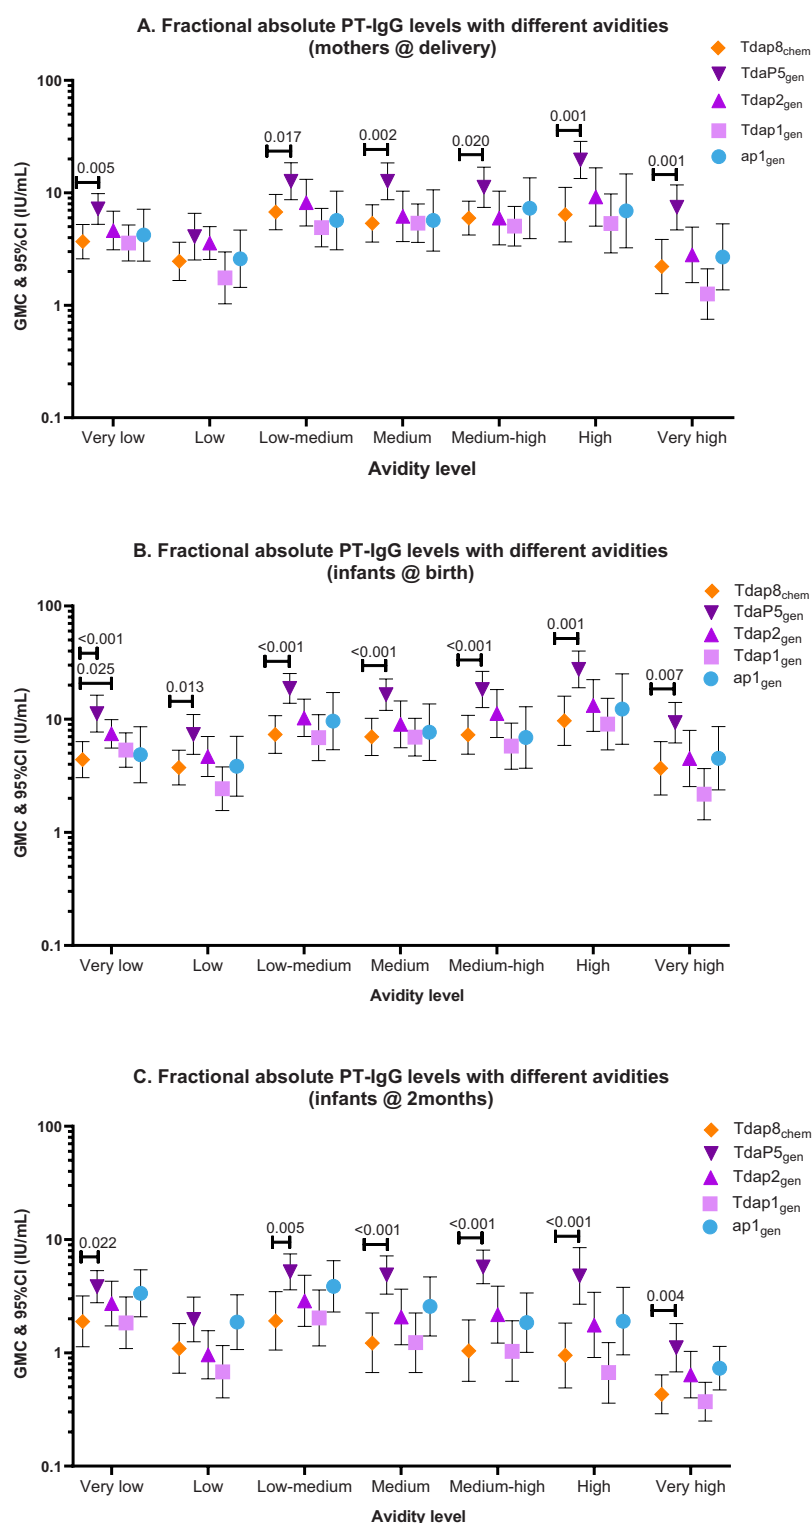 A. Fractional absolute PT-IgG levels with different avidities
(mothers @ delivery)
Tdap8chem
TdaP5gen
Tdap2gen
Tdap1gen
ap1gen
GMC & 95%CI (IU/mL)
100
10
1
0.1
0.005
0.017
0.002
0.020
0.001
0.001
Very low
Low
Low-medium
Medium
Medium-high
High
Very high
Avidity level
B. Fractional absolute PT-IgG levels with different avidities
(infants @ birth)
Tdap8chem
TdaP5gen
Tdap2gen
Tdap1gen
ap1gen
GMC & 95%CI (IU/mL)
100
10
1
0.1
<0.001
0.025
0.013
<0.001
<0.001
<0.001
0.001
0.007
Very low
Low
Low-medium
Medium
Medium-high
High
Very high
Avidity level
C. Fractional absolute PT-IgG levels with different avidities
(infants @ 2months)
Tdap8chem
TdaP5gen
Tdap2gen
Tdap1gen
ap1gen
GMC & 95%CI (IU/mL)
100
10
1
0.1
0.022
0.005
<0.001
<0.001
<0.001
0.004
Very low
Low
Low-medium
Medium
Medium-high
High
Very high
Avidity level